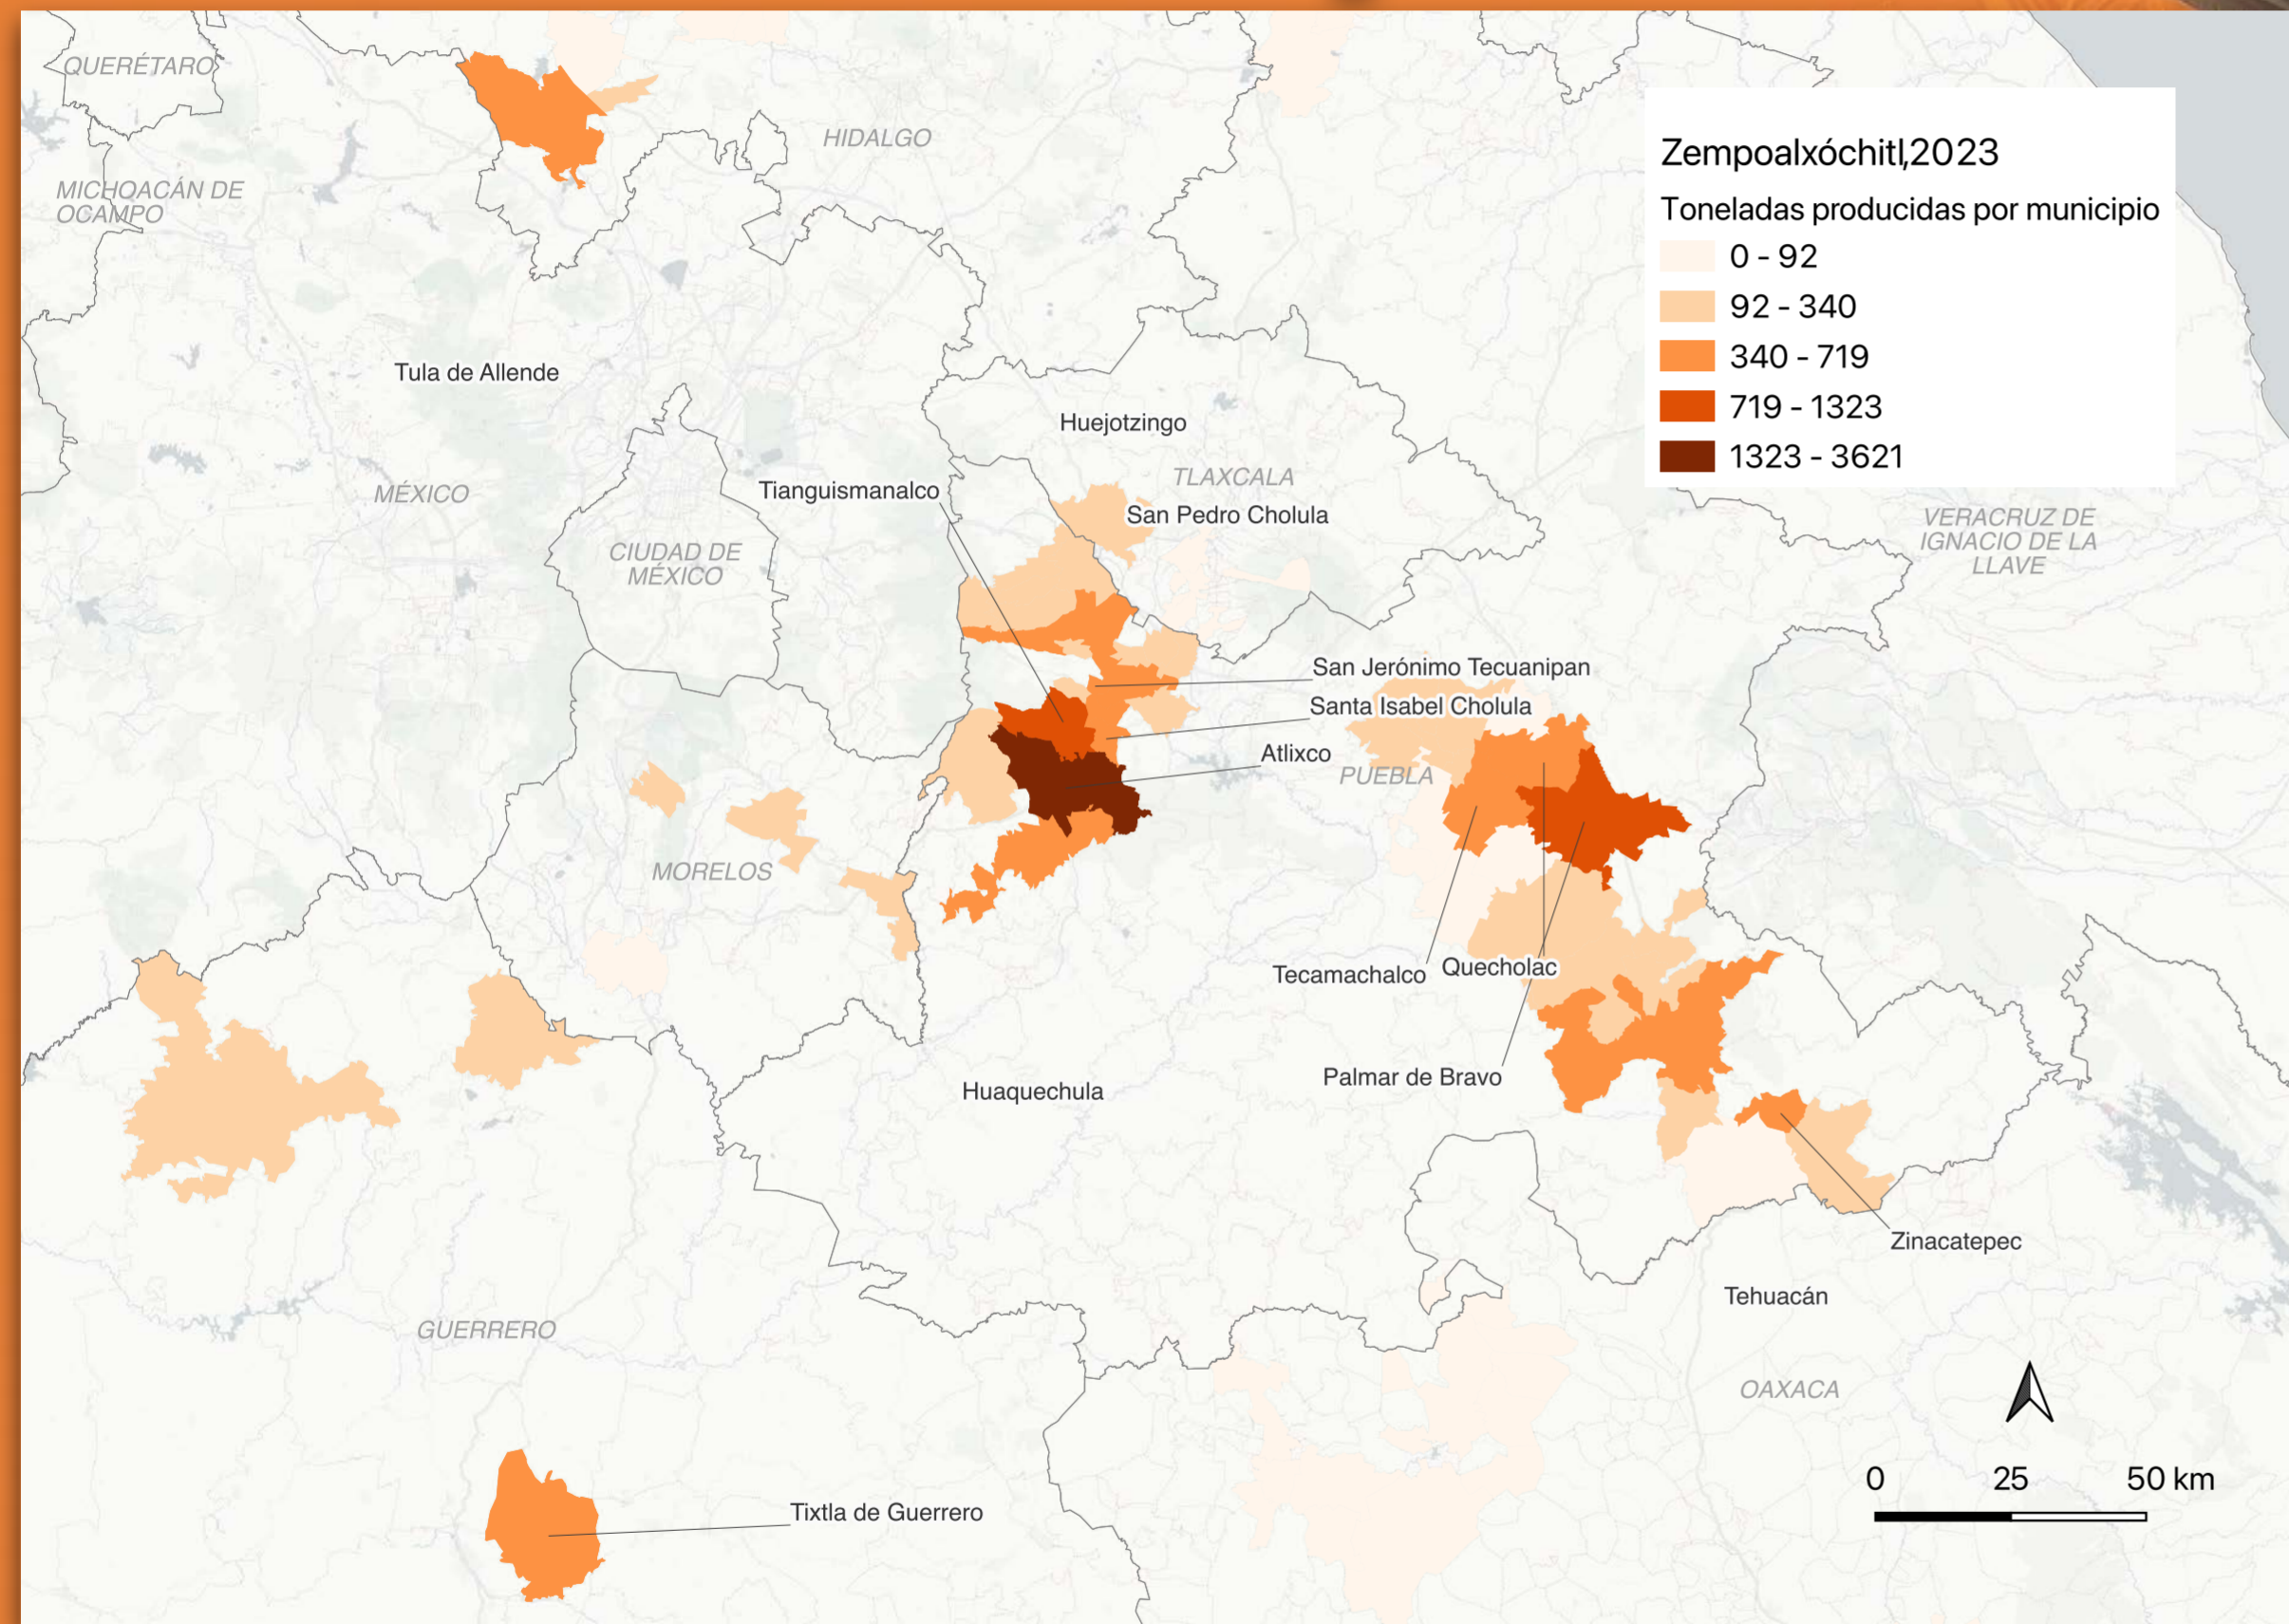 QUERÉTARO
HIDALGO
MICHOACÁN DE
OCAMPO
Zempoalxóchitl,2023
Toneladas producidas por municipio
0 - 92
92 - 340
340 - 719
719 - 1323
1323 - 3621
Tula de Allende
Huejotzingo
TLAXCALA
MÉXICO
Tianguismanalco
San Pedro Cholula
VERACRUZ DE
IGNACIO DE LA
LLAVE
CIUDAD DE
MÉXICO
San Jerónimo Tecuanipan
Santa Isabel Cholula
Atlixco
PUEBLA
MORELOS
Tecamachalco
Quecholac
Palmar de Bravo
Huaquechula
Zinacatepec
Tehuacán
GUERRERO
OAXACA
0 25 50 km
Tixtla de Guerrero